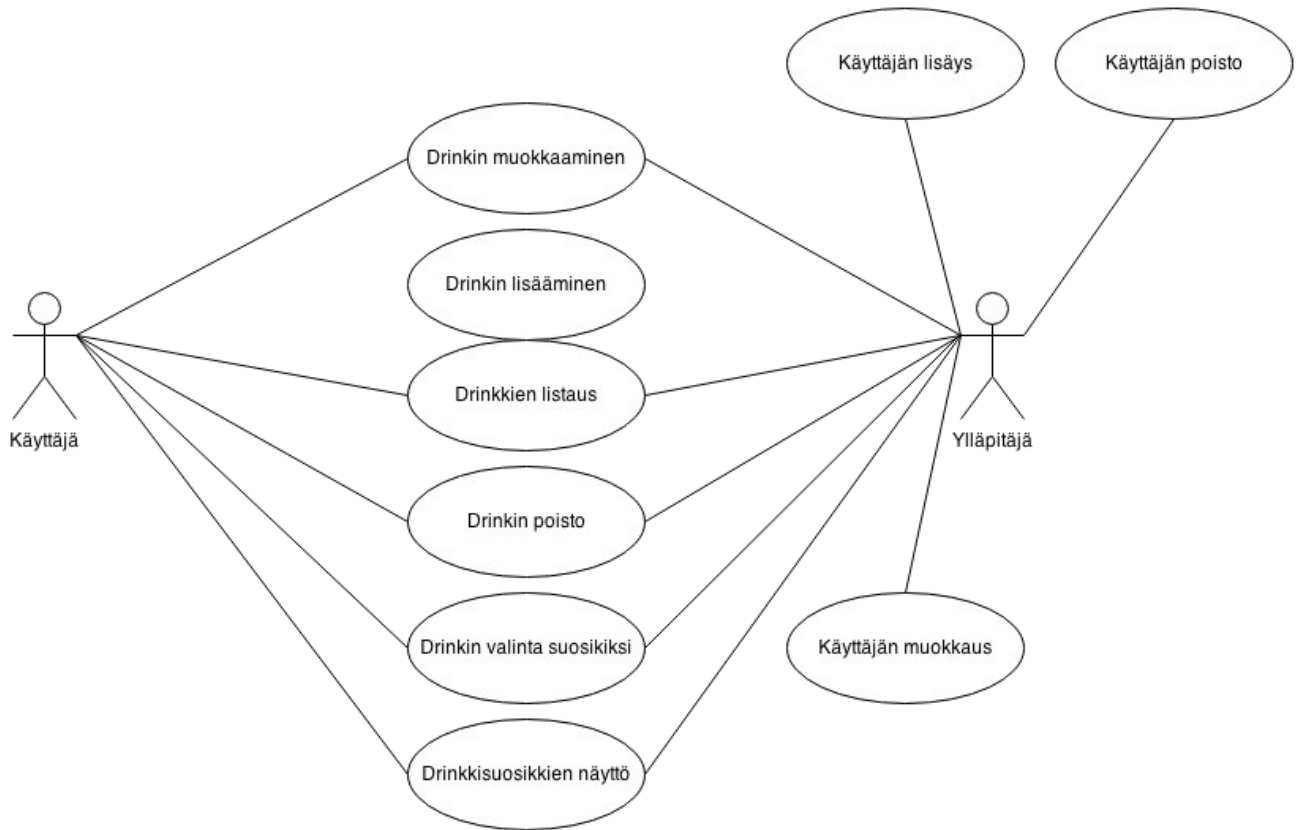 Käyttäjän lisäys
Käyttäjän poisto
Drinkin muokkaaminen
Drinkin lisääminen
Drinkkien listaus
Käyttäjä
Ylläpitäjä
Drinkin poisto
Drinkin valinta suosikiksi
Käyttäjän muokkaus
Drinkkisuosikkien näyttö